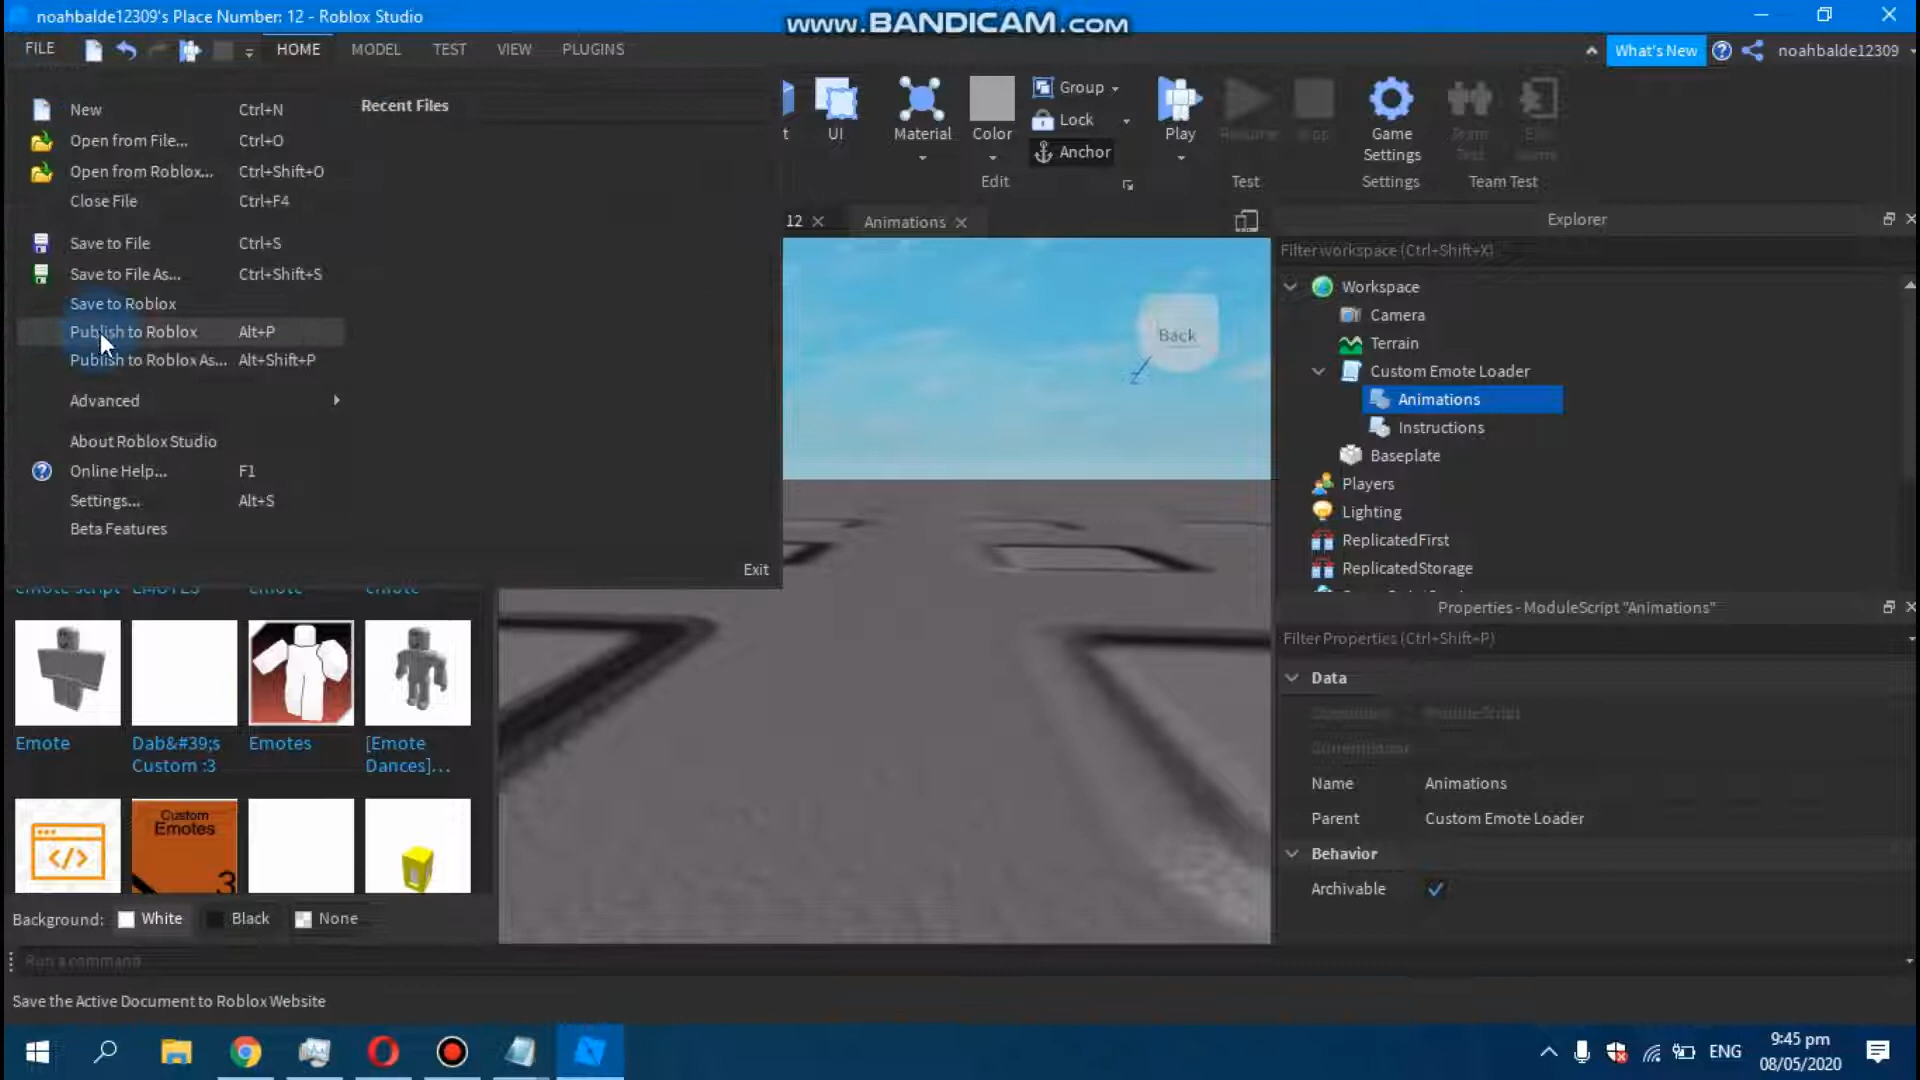 noahbalde12309's Place Number: 12 - Roblox Studio
www.BANDICAM.com
FILE
HOME
MODEL
TEST
VIEW
PLUGINS
What's New
noahbalde12309
New Ctrl+N
Open from File... Ctrl+O
Open from Roblox... Ctrl+Shift+O
Close File Ctrl+F4
Save to File Ctrl+S
Save to File As... Ctrl+Shift+S
Save to Roblox
Publish to Roblox Alt+P
Publish to Roblox As... Alt+Shift+P
Advanced
About Roblox Studio
Online Help... F1
Settings... Alt+S
Beta Features
Recent Files
Exit
UI
Material
Color
Group
Lock
Anchor
Edit
Play
Resume
Test
Game
Settings
Settings
Team Test
12
Animations
Back
Explorer
Filter workspace (Ctrl+Shift+X)
Workspace
Camera
Terrain
Custom Emote Loader
Animations
Instructions
Baseplate
Players
Lighting
ReplicatedFirst
ReplicatedStorage
Properties - ModuleScript "Animations"
Filter Properties (Ctrl+Shift+P)
Data
ModuleScript
Name Animations
Parent Custom Emote Loader
Behavior
Archivable
Emote
Dab&#39;s
Custom :3
Emotes
[Emote
Dances]...
Custom
Emotes
3
Background: White Black None
Run a command
Save the Active Document to Roblox Website
ENG
9:45 pm
08/05/2020